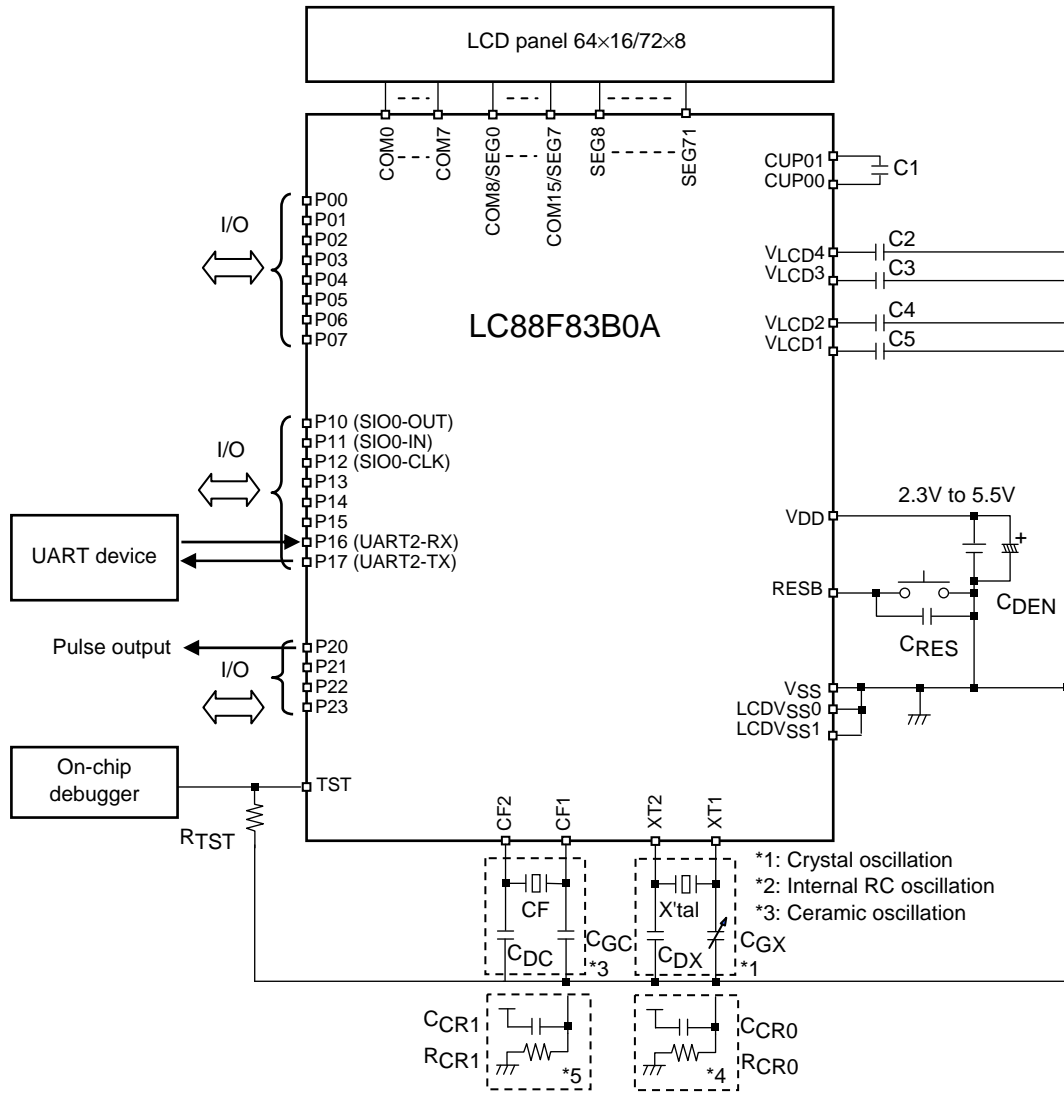 LCD panel 64×16/72×8
COM0
COM7
COM8/SEG0
COM15/SEG7
SEG8
SEG71
CUP01
CUP00
C1
I/O
P00
P01
P02
P03
P04
P05
P06
P07
VLCD4
C2
VLCD3
C3
VLCD2
C4
VLCD1
C5
LC88F83B0A
I/O
P10 (SIO0-OUT)
P11 (SIO0-IN)
P12 (SIO0-CLK)
P13
P14
P15
P16 (UART2-RX)
P17 (UART2-TX)
UART device
2.3V to 5.5V
VDD
+
RESB
CDEN
CRES
Pulse output
I/O
P20
P21
P22
P23
VSS
LCDVSS0
LCDVSS1
On-chip
debugger
TST
RTST
CF2
CF1
XT2
XT1
*1: Crystal oscillation
*2: Internal RC oscillation
*3: Ceramic oscillation
CF
X'tal
CDC
CGC
*3
CDX
CGX
*1
CCR1
RCR1
*5
CCR0
RCR0
*4